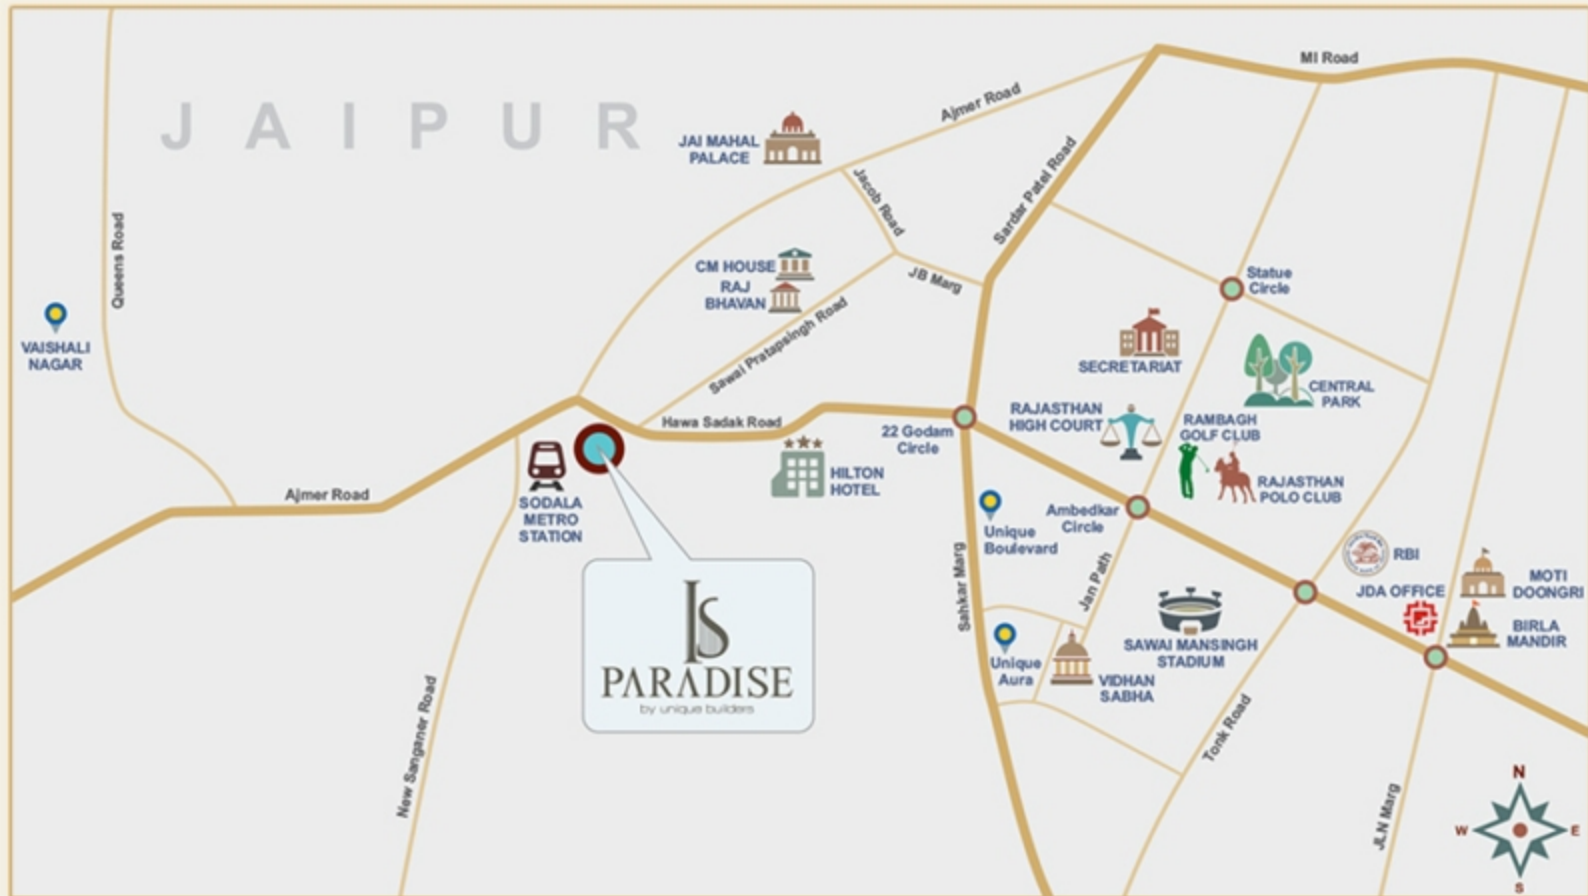 MI Road
Ajmer Road
JAIPUR
JAI MAHAL
PALACE
Sardar Patel Road
Jacob Road
Queens Road
CM HOUSE
RAJ
BHAVAN
JB Marg
Statue
Circle
Sawai Pratapsingh Road
VAISHALI
NAGAR
SECRETARIAT
CENTRAL
PARK
Hawa Sadak Road
22 Godam
Circle
RAJASTHAN
HIGH COURT
RAMBAGH
GOLF CLUB
HILTON
HOTEL
RAJASTHAN
POLO CLUB
Ajmer Road
SODALA
METRO
STATION
Unique
Boulevard
Ambedkar
Circle
RBI
Sahkar Marg
Jan Path
JDA OFFICE
MOTI
DOONGRI
BIRLA
MANDIR
SAWAI MANSINGH
STADIUM
Unique
Aura
VIDHAN
SABHA
IS
PARADISE
by unique builders
New Sanganer Road
Tonk Road
JLN Marg
N
W
E
S